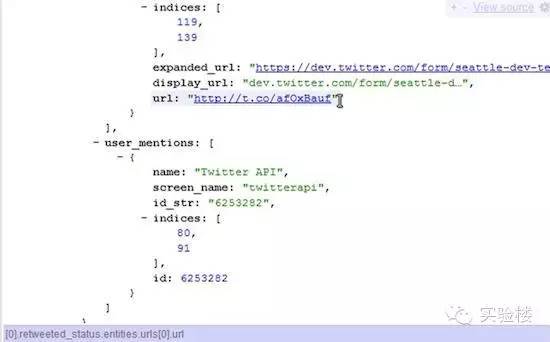 + - View source
- indices: [
119,
139
],
expanded_url: "https://dev.twitter.com/form/seattle-dev-te
display_url: "dev.twitter.com/form/seattle-d…",
url: "http://t.co/afOxBauf"
}
],
- user_mentions: [
- {
name: "Twitter API",
screen_name: "twitterapi",
id_str: "6253282",
- indices: [
80,
91
],
id: 6253282
}
]
}
[0].retweeted_status.entities.urls[0].url
实验楼